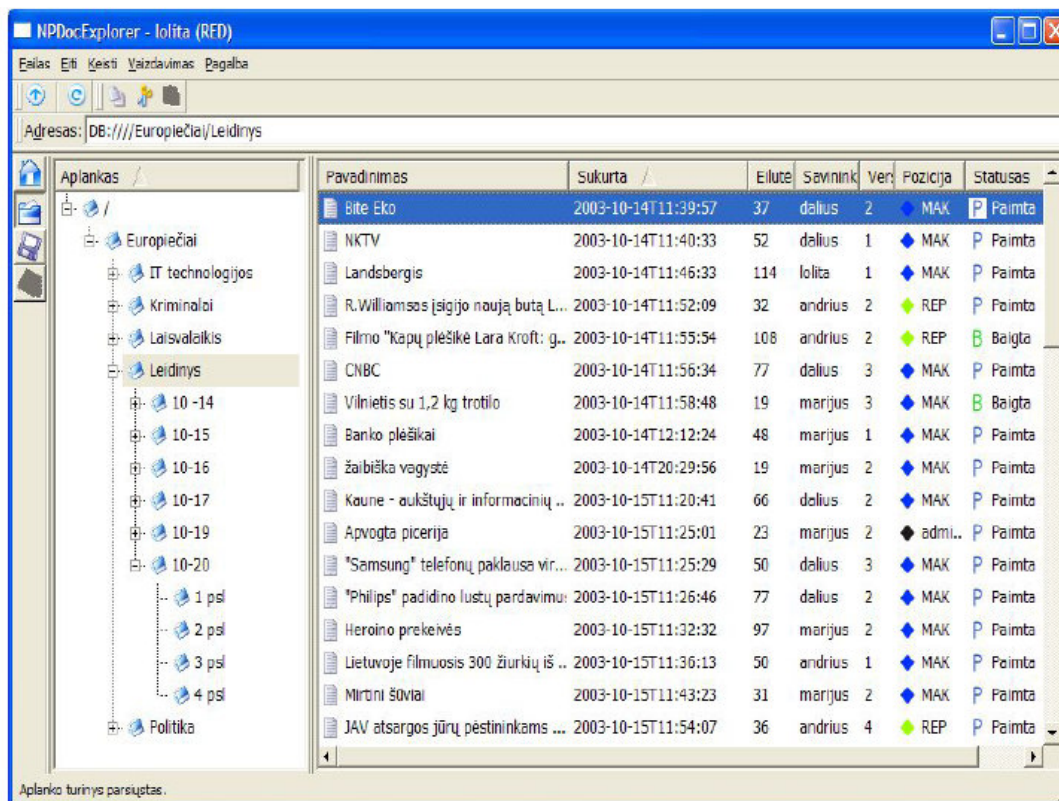 NPDocExplorer - lolita (RED)
Failas Eiti Keisti Vaizdavimas Pagalba
Adresas: DB:////Europiečiai/Leidinys
Aplankas
/
Europiečiai
IT technologijos
Kriminalai
Laisvalaikis
Leidinys
10 -14
10-15
10-16
10-17
10-19
10-20
1 psl
2 psl
3 psl
4 psl
Politika
Pavadinimas Sukurta Eilutė Savinink Vers Pozicija Statusas
Bite Eko 2003-10-14T11:39:57 37 dalius 2 MAK P Paimta
NKTV 2003-10-14T11:40:33 52 dalius 1 MAK P Paimta
Landsbergis 2003-10-14T11:46:33 114 lolita 1 MAK P Paimta
R.Williamsas įsigijo naują butą L... 2003-10-14T11:52:09 32 andrius 2 REP P Paimta
Filmo "Kapų plėšikė Lara Kroft: g.. 2003-10-14T11:55:54 108 andrius 2 REP B Baigta
CNBC 2003-10-14T11:56:34 77 dalius 3 MAK P Paimta
Vilnietis su 1,2 kg trotilo 2003-10-14T11:58:48 19 marijus 3 MAK B Baigta
Banko plėšikai 2003-10-14T12:12:24 48 marijus 1 MAK P Paimta
žaibiška vagystė 2003-10-14T20:29:56 19 marijus 2 MAK P Paimta
Kaune - aukštųjų ir informacinių .. 2003-10-15T11:20:41 66 dalius 2 MAK P Paimta
Apvogta picerija 2003-10-15T11:25:01 23 marijus 2 admi.. P Paimta
"Samsung" telefonų paklausa vir... 2003-10-15T11:25:29 50 dalius 3 MAK P Paimta
"Philips" padidino lustų pardavimus 2003-10-15T11:26:46 77 dalius 2 MAK P Paimta
Heroino prekeivės 2003-10-15T11:32:32 97 marijus 2 MAK P Paimta
Lietuvoje filmuosis 300 žiurkių iš .. 2003-10-15T11:36:13 50 andrius 1 MAK P Paimta
Mirtini šūviai 2003-10-15T11:43:23 31 marijus 2 MAK P Paimta
JAV atsargos jūrų pėstininkams ... 2003-10-15T11:54:07 36 andrius 4 REP P Paimta
Aplanko turinys parsiųstas.